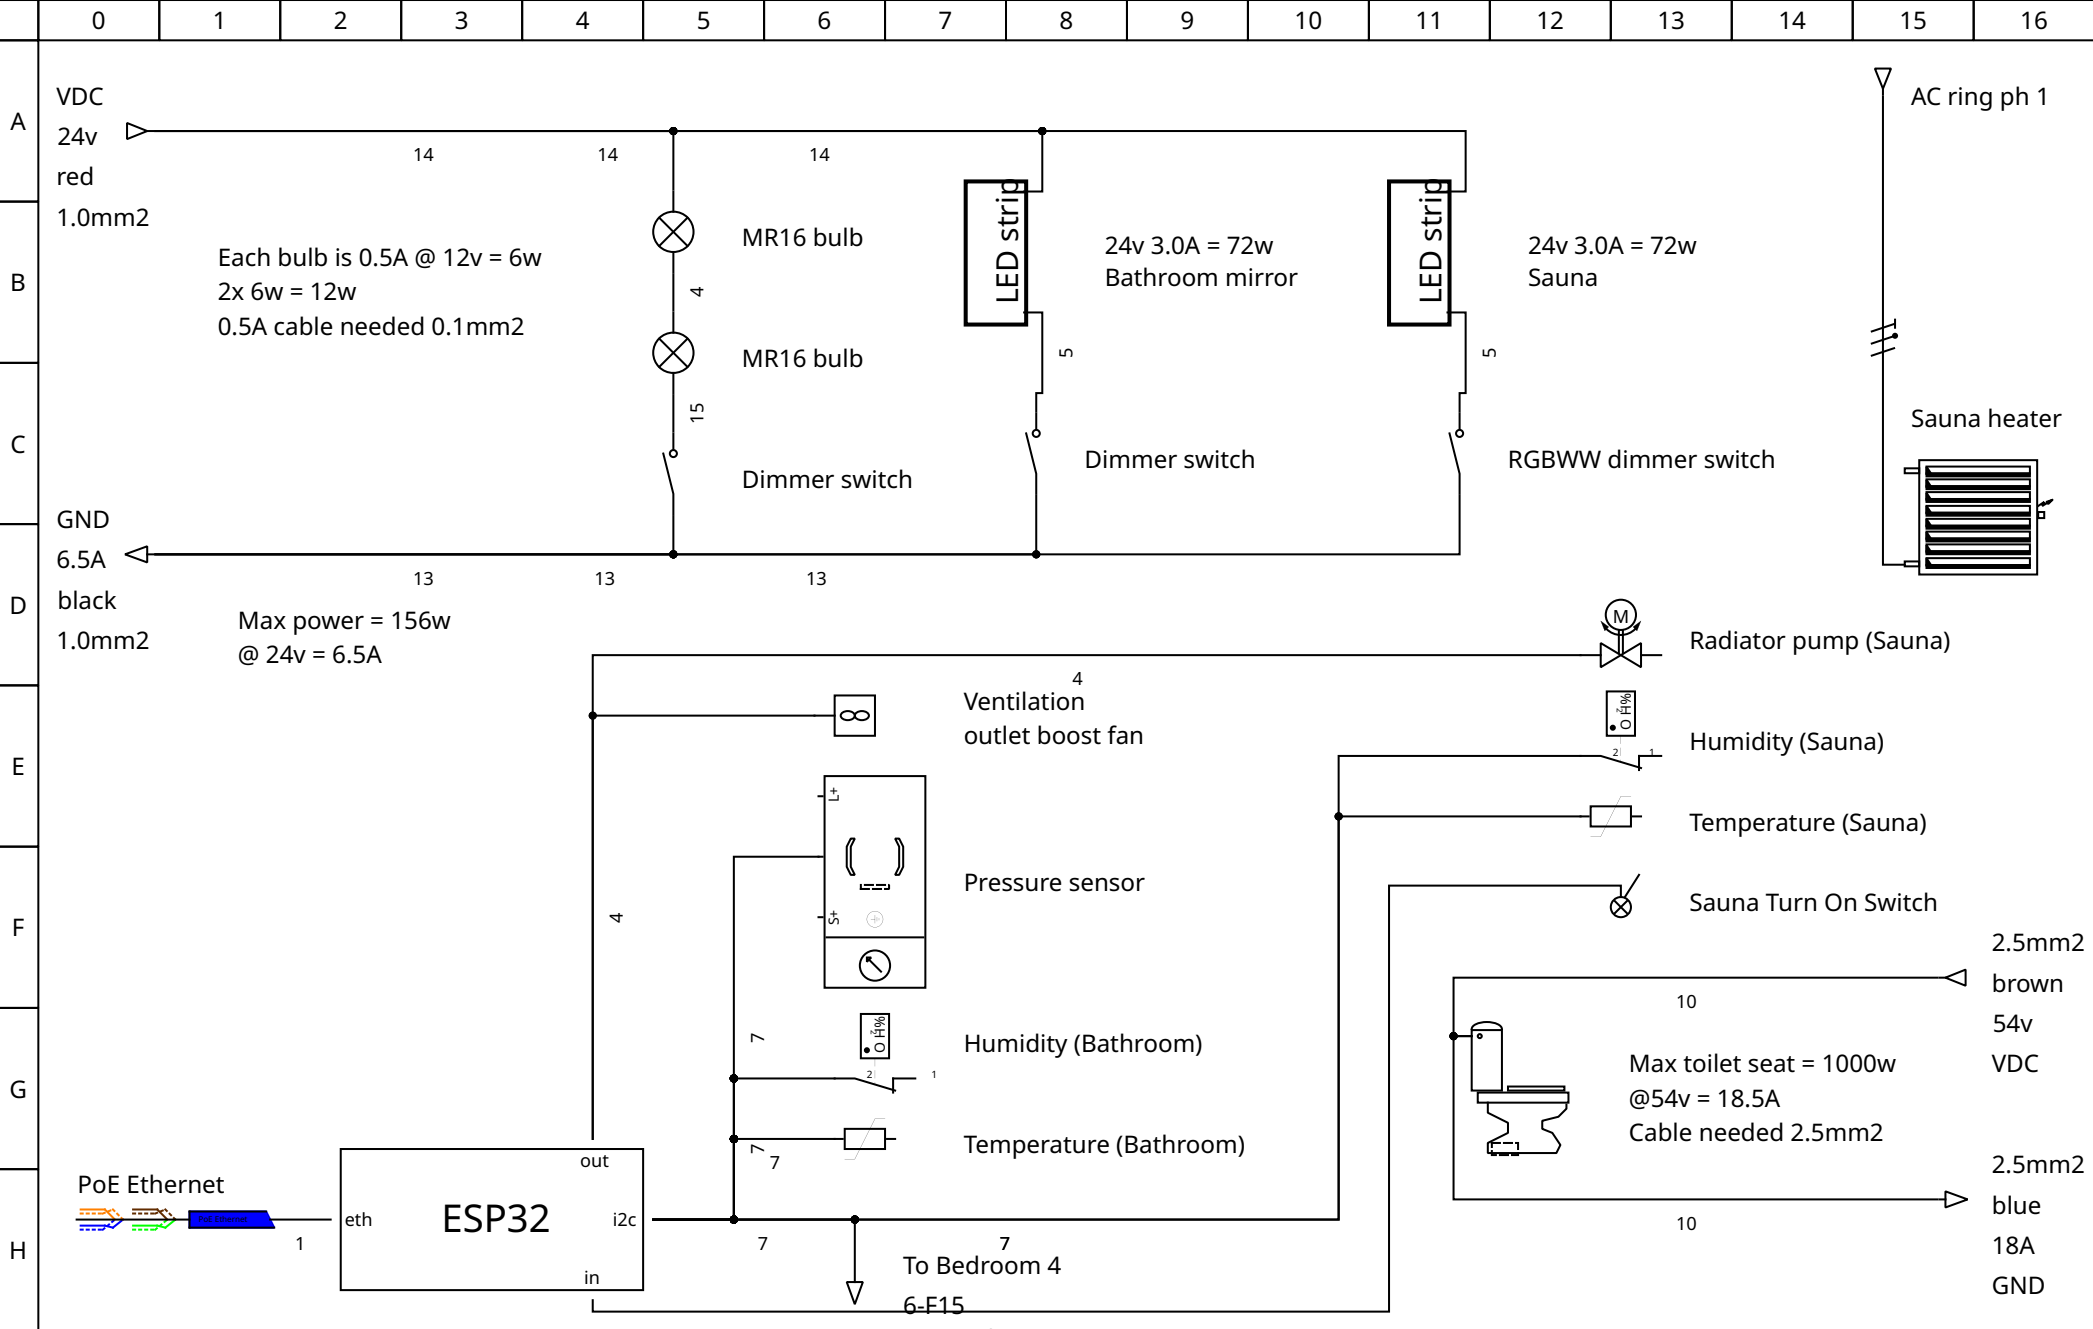 0 1 2 3 4 5 6 7 8 9 10 11 12 13 14 15 16
A
B
C
D
E
F
G
H
VDC
24v
red
1.0mm2
14 14 14
AC ring ph 1
Each bulb is 0.5A @ 12v = 6w
2x 6w = 12w
0.5A cable needed 0.1mm2
MR16 bulb
4
MR16 bulb
15
Dimmer switch
LED strip
24v 3.0A = 72w
Bathroom mirror
5
Dimmer switch
LED strip
24v 3.0A = 72w
Sauna
5
RGBWW dimmer switch
Sauna heater
GND
6.5A
black
1.0mm2
13 13 13
Max power = 156w
@ 24v = 6.5A
M
Radiator pump (Sauna)
4
Ventilation
outlet boost fan
%H2O
2 1
Humidity (Sauna)
Temperature (Sauna)
L+
S+
Pressure sensor
4
Sauna Turn On Switch
7
%H2O
2 1
Humidity (Bathroom)
7
7
Temperature (Bathroom)
2.5mm2
brown
54v
VDC
10
Max toilet seat = 1000w
@54v = 18.5A
Cable needed 2.5mm2
2.5mm2
blue
18A
GND
10
PoE Ethernet
PoE Ethernet
1
out
eth
ESP32
i2c
in
7
7
To Bedroom 4
6-F15